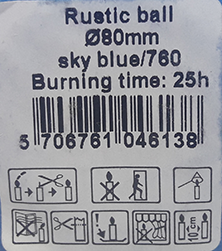 Rustic ball
Ø80mm
sky blue/760
Burning time: 25h
5 706761 046138